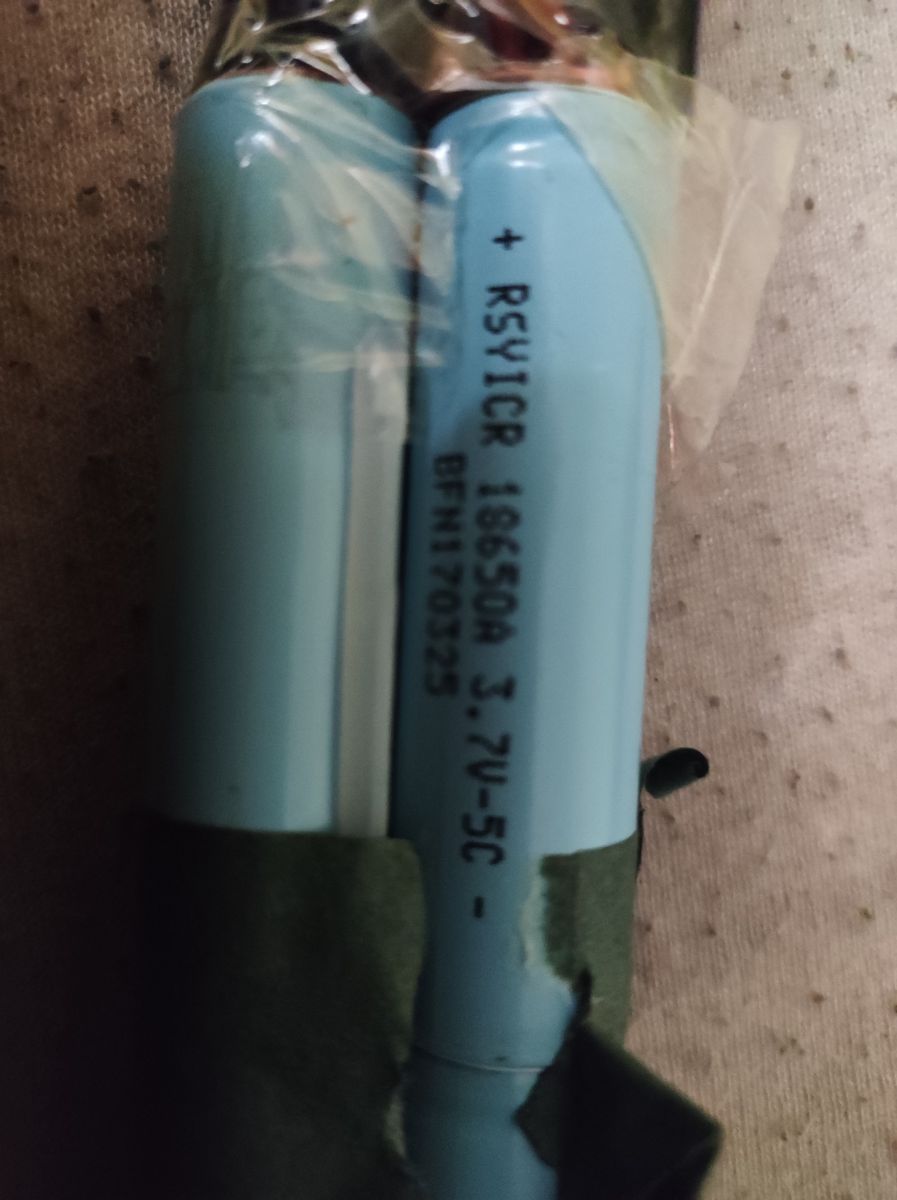 + RSYICR 18650A 3.7V-5C -
BFN170325